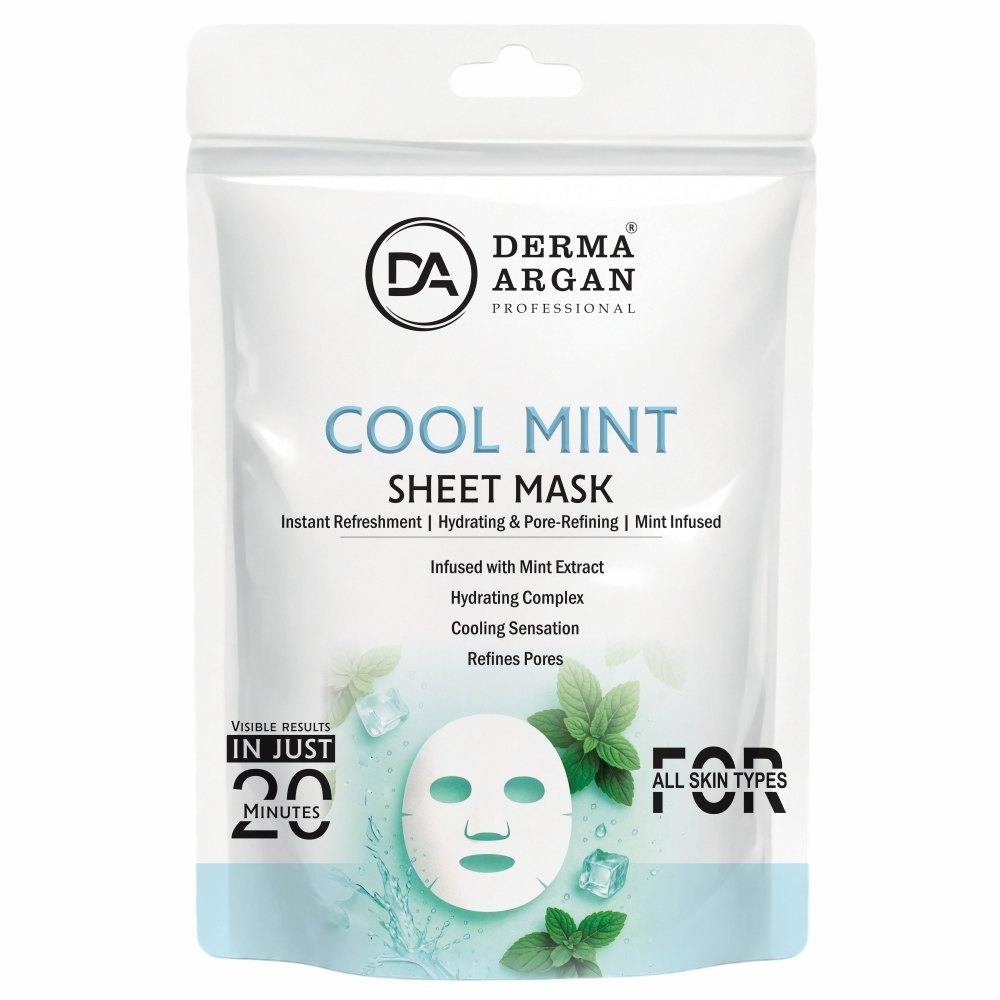 DA
DERMA®
ARGAN
PROFESSIONAL
COOL MINT
SHEET MASK
Instant Refreshment | Hydrating & Pore-Refining | Mint Infused
Infused with Mint Extract
Hydrating Complex
Cooling Sensation
Refines Pores
VISIBLE RESULTS
IN JUST
20
MINUTES
FOR
ALL SKIN TYPES